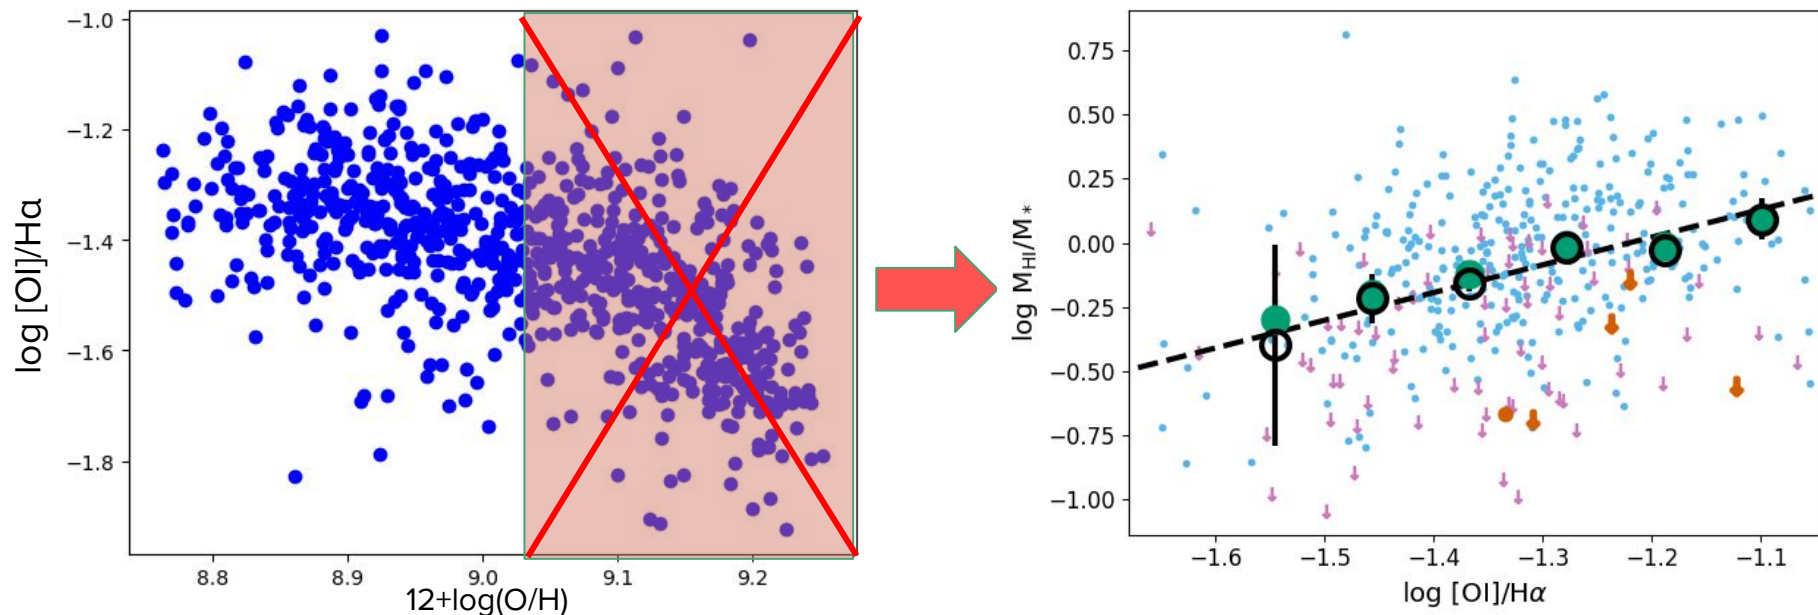 log [OI]/Hα
−1.0
−1.2
−1.4
−1.6
−1.8
8.8 8.9 9.0 9.1 9.2
12+log(O/H)
log M_HI/M_*
0.75
0.50
0.25
0.00
−0.25
−0.50
−0.75
−1.00
−1.6 −1.5 −1.4 −1.3 −1.2 −1.1
log [OI]/Hα